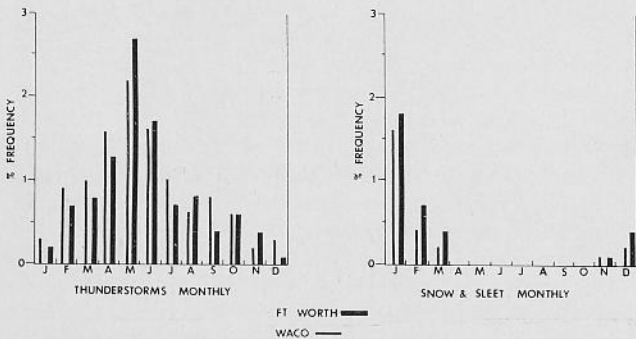 3
2
1
0
% FREQUENCY
J F M A M J J A S O N D
THUNDERSTORMS MONTHLY
3
2
1
0
% FREQUENCY
J F M A M J J A S O N D
SNOW & SLEET MONTHLY
FT WORTH
WACO